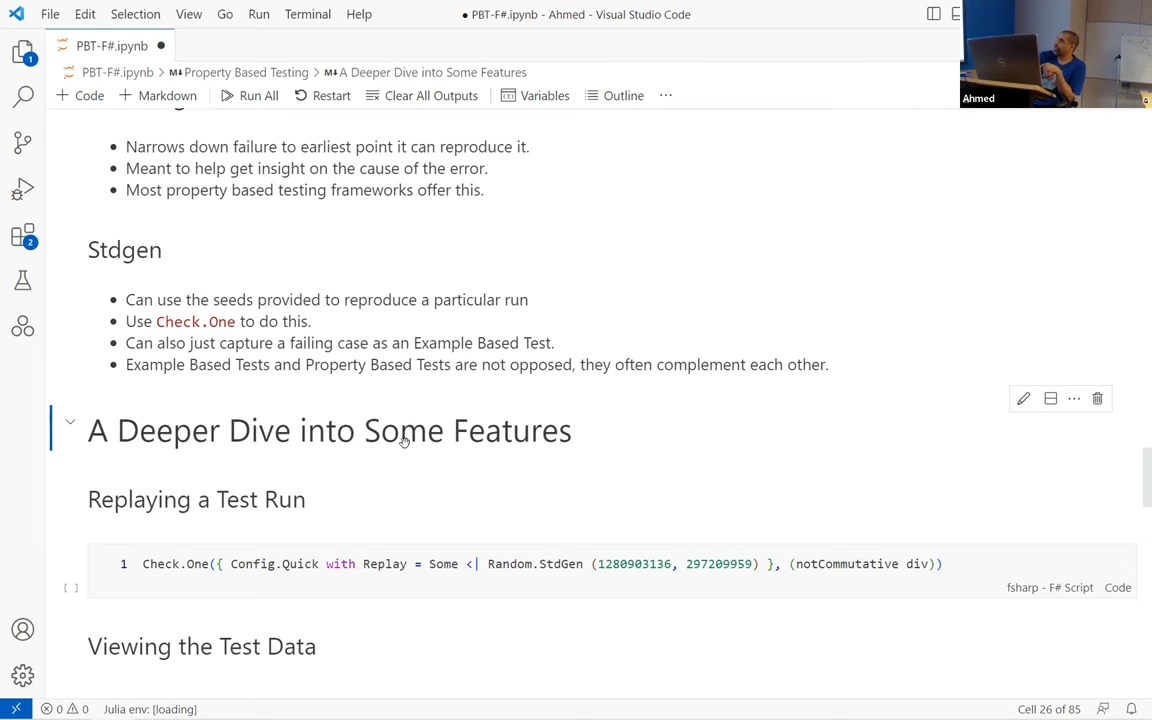 File Edit Selection View Go Run Terminal Help
● PBT-F#.ipynb - Ahmed - Visual Studio Code
PBT-F#.ipynb ●
PBT-F#.ipynb > Property Based Testing > A Deeper Dive into Some Features
+ Code + Markdown Run All Restart Clear All Outputs Variables Outline ...
Ahmed
• Narrows down failure to earliest point it can reproduce it.
• Meant to help get insight on the cause of the error.
• Most property based testing frameworks offer this.
Stdgen
• Can use the seeds provided to reproduce a particular run
• Use Check.One to do this.
• Can also just capture a failing case as an Example Based Test.
• Example Based Tests and Property Based Tests are not opposed, they often complement each other.
A Deeper Dive into Some Features
Replaying a Test Run
1 Check.One({ Config.Quick with Replay = Some <| Random.StdGen (1280903136, 297209959) }, (notCommutative div))
[ ] fsharp - F# Script Code
Viewing the Test Data
1
2
0 0 Julia env: [loading] Cell 26 of 85